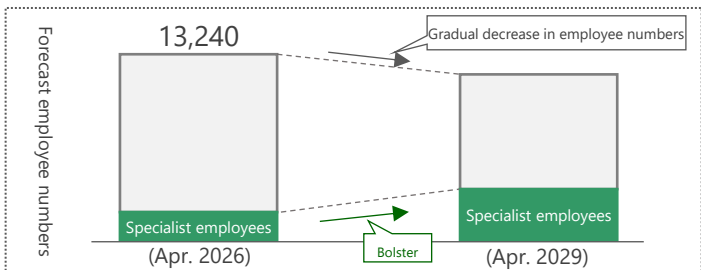 Forecast employee numbers
13,240
Gradual decrease in employee numbers
Specialist employees
Specialist employees
Bolster
(Apr. 2026)
(Apr. 2029)